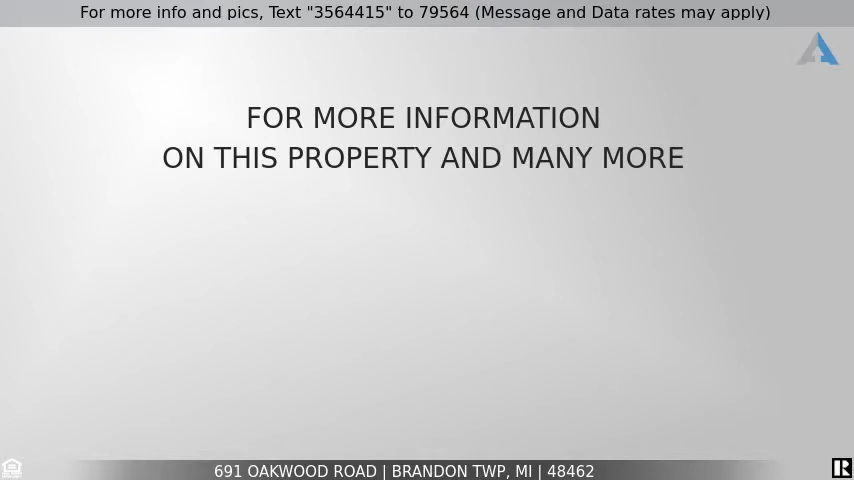 For more info and pics, Text "3564415" to 79564 (Message and Data rates may apply)
FOR MORE INFORMATION
ON THIS PROPERTY AND MANY MORE
691 OAKWOOD ROAD | BRANDON TWP, MI | 48462